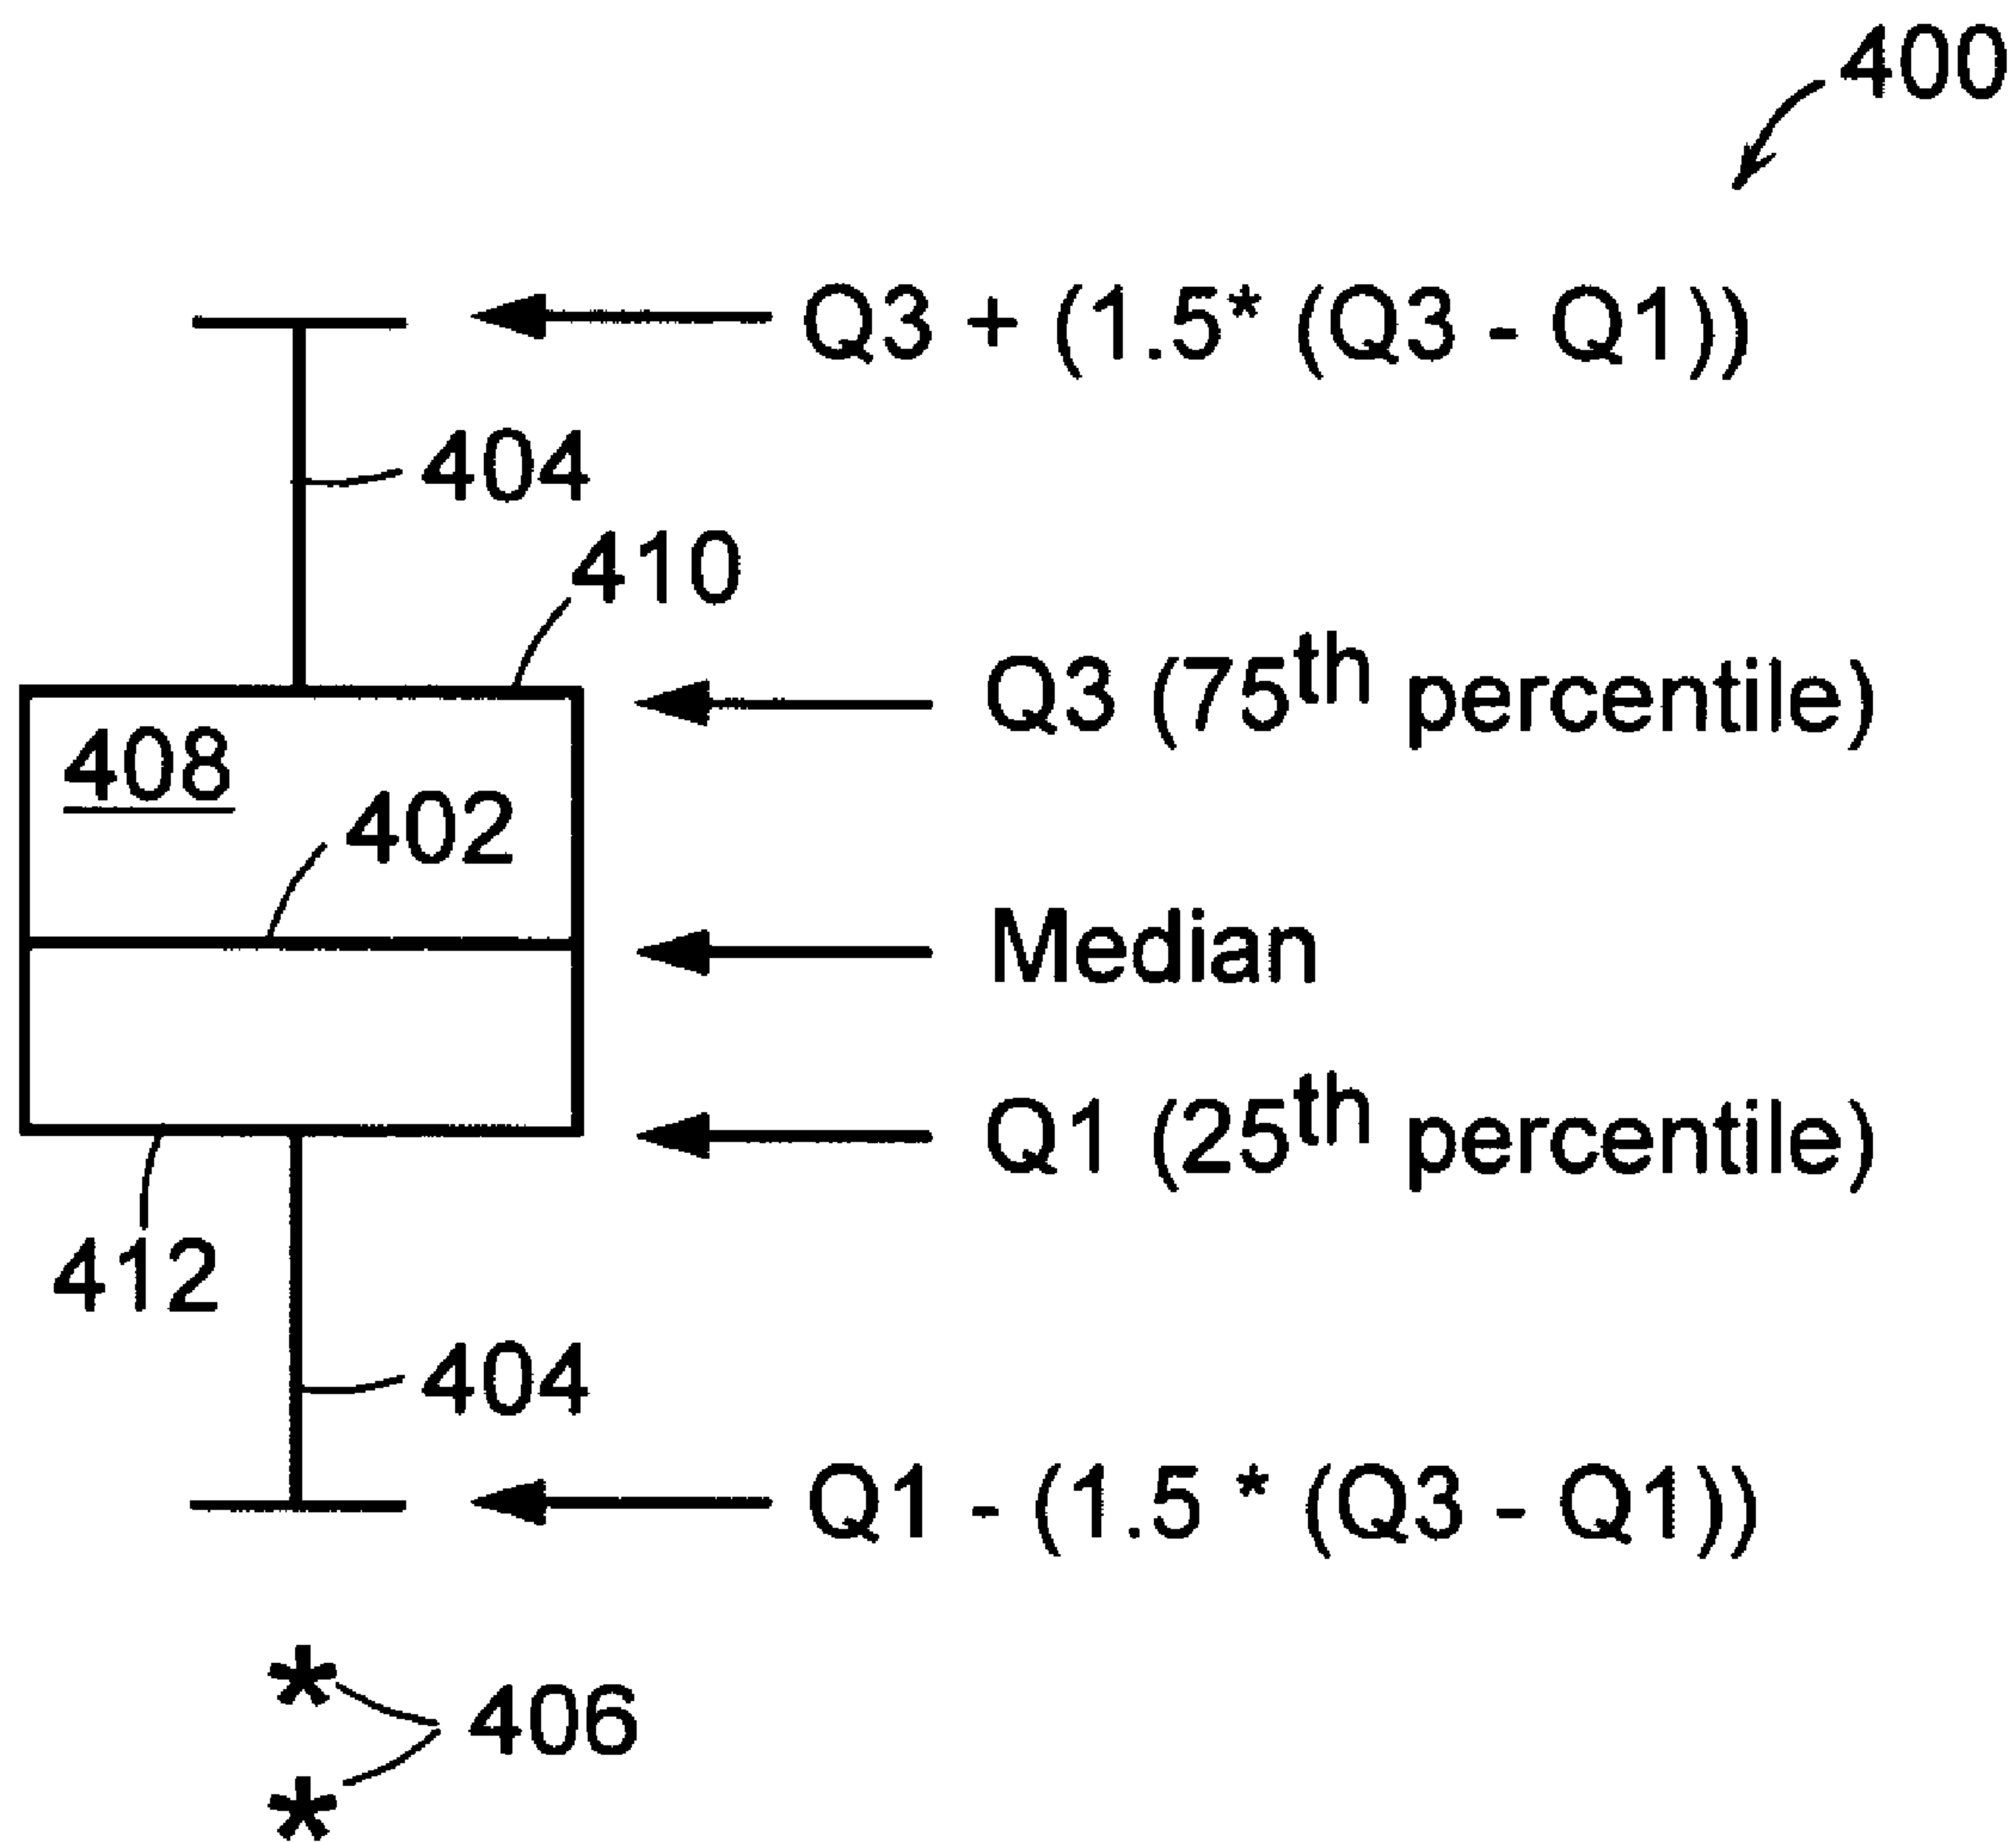 400
Q3 + (1.5* (Q3 - Q1))
404
410
Q3 (75th percentile)
408
402
Median
Q1 (25th percentile)
412
404
Q1 - (1.5 * (Q3 - Q1))
*
406
*